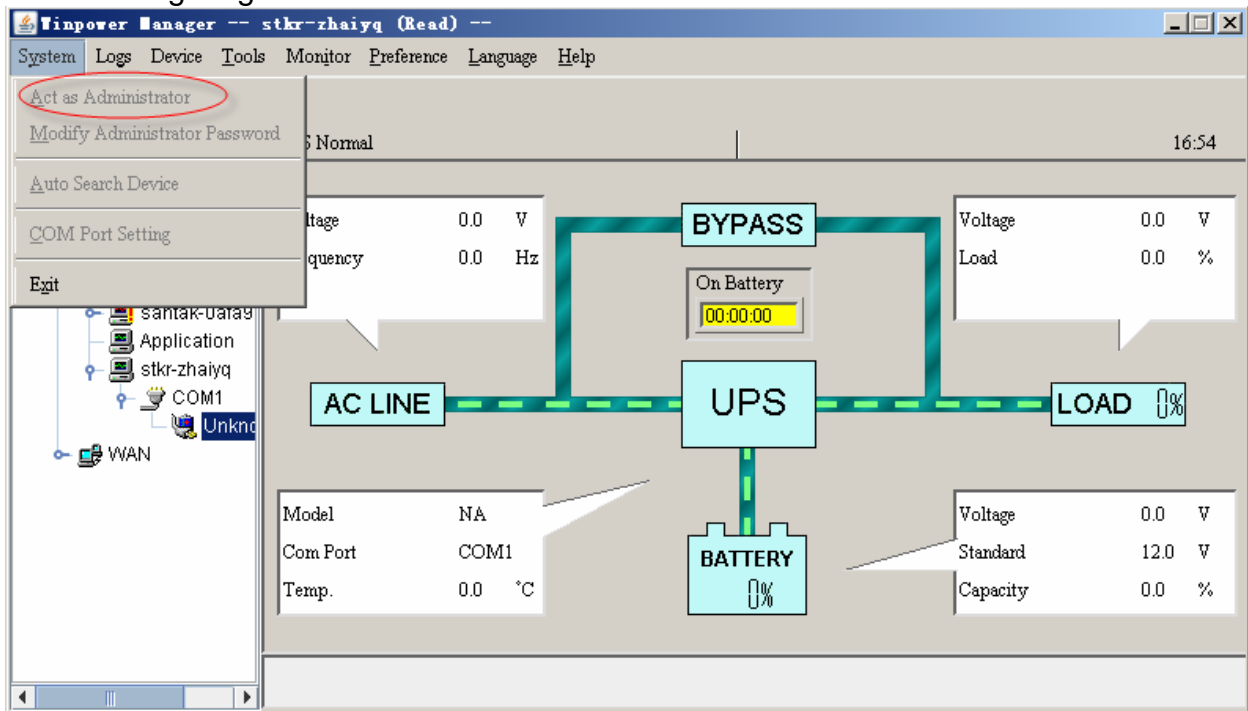 Winpower Manager -- stkr-zhaiyq (Read) --
System Logs Device Tools Monitor Preference Language Help
Act as Administrator
Modify Administrator Password
Auto Search Device
COM Port Setting
Exit
S Normal
16:54
ltage 0.0 V
quency 0.0 Hz
BYPASS
On Battery
00:00:00
Voltage 0.0 V
Load 0.0 %
Application
stkr-zhaiyq
COM1
Unkno
WAN
AC LINE
UPS
LOAD 0%
Model NA
Com Port COM1
Temp. 0.0 °C
BATTERY
0%
Voltage 0.0 V
Standard 12.0 V
Capacity 0.0 %